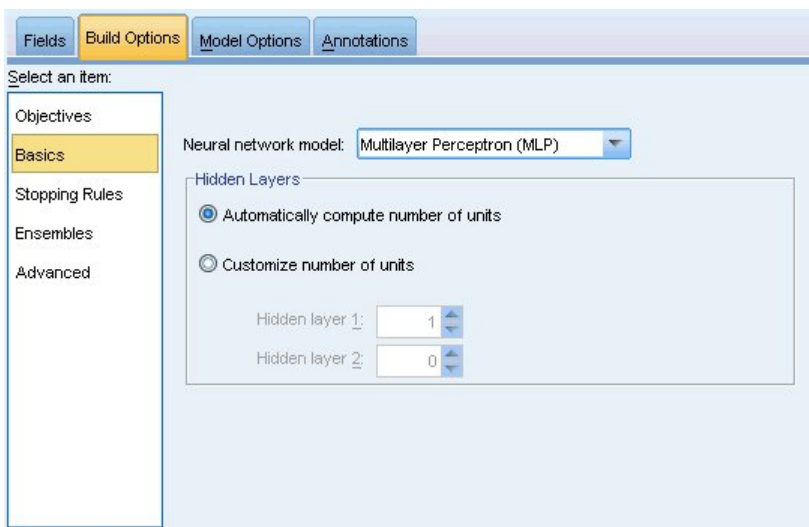 Fields Build Options Model Options Annotations
Select an item:
Objectives
Basics
Stopping Rules
Ensembles
Advanced
Neural network model: Multilayer Perceptron (MLP)
Hidden Layers
Automatically compute number of units
Customize number of units
Hidden layer 1: 1
Hidden layer 2: 0